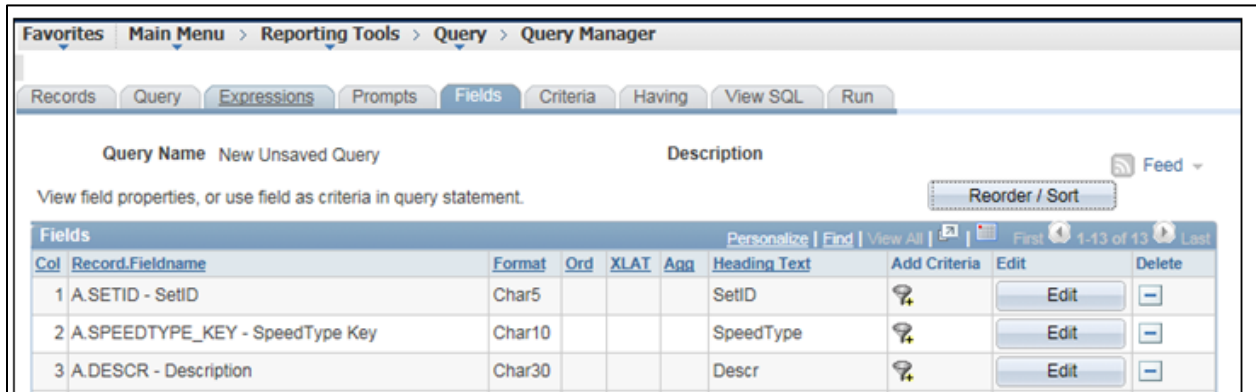 Favorites Main Menu > Reporting Tools > Query > Query Manager
Records Query Expressions Prompts Fields Criteria Having View SQL Run
Query Name New Unsaved Query Description
Feed
View field properties, or use field as criteria in query statement. Reorder / Sort
Fields Personalize | Find | View All | | First 1-13 of 13 Last
Col Record.Fieldname Format Ord XLAT Agg Heading Text Add Criteria Edit Delete
1 A.SETID - SetID Char5 SetID Edit
2 A.SPEEDTYPE_KEY - SpeedType Key Char10 SpeedType Edit
3 A.DESCR - Description Char30 Descr Edit